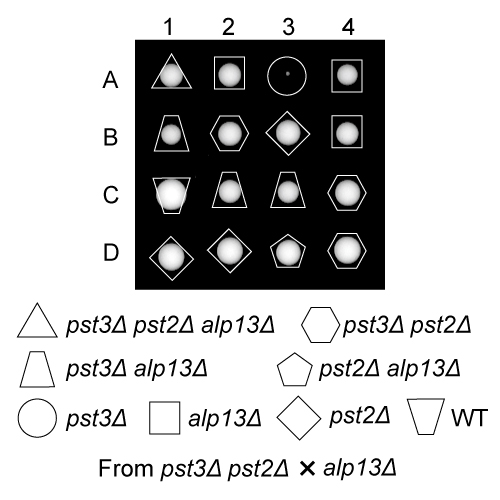 1 2 3 4
A
B
C
D
pst3Δ pst2Δ alp13Δ pst3Δ pst2Δ
pst3Δ alp13Δ pst2Δ alp13Δ
pst3Δ alp13Δ pst2Δ WT
From pst3Δ pst2Δ × alp13Δ